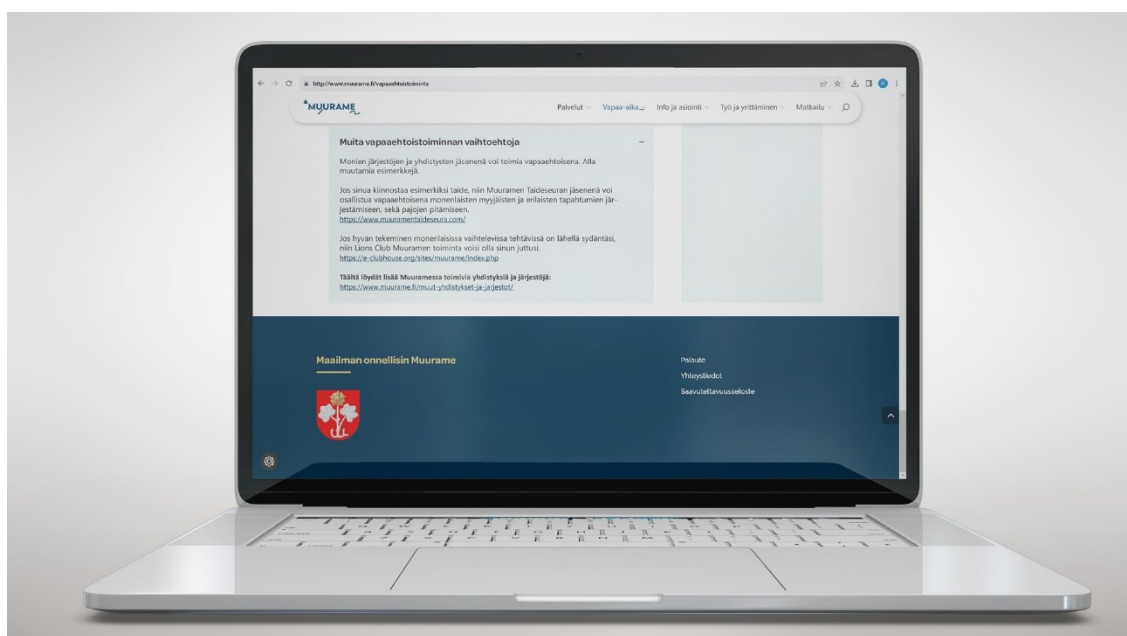 http://www.muurame.fi/vapaaehtoistoiminta
MUURAME
Palvelut
Vapaa-aika
Info ja asiointi
Työ ja yrittäminen
Matkailu
Muita vapaaehtoistoiminnan vaihtoehtoja
Monien järjestöjen ja yhdistysten jäsenenä voi toimia vapaaehtoisena. Alla
muutamia esimerkkejä.
Jos sinua kiinnostaa esimerkiksi taide, niin Muuramen Taideseuran jäsenenä voi
osallistua vapaaehtoisena monenlaisten myyjäisten ja erilaisten tapahtumien jär-
jestämiseen, sekä pajojen pitämiseen.
https://www.muuramentaideseura.com/
Jos hyvän tekeminen monenlaisissa vaihtelevissa tehtävissä on lähellä sydäntäsi,
niin Lions Club Muuramen toiminta voisi olla sinun juttusi.
https://e-clubhouse.org/sites/muurame/index.php
Täältä löydät lisää Muuramessa toimivia yhdistyksiä ja järjestöjä:
https://www.muurame.fi/muut-yhdistykset-ja-jarjestot/
Maailman onnellisin Muurame
Palaute
Yhteystiedot
Saavutettavuusseloste